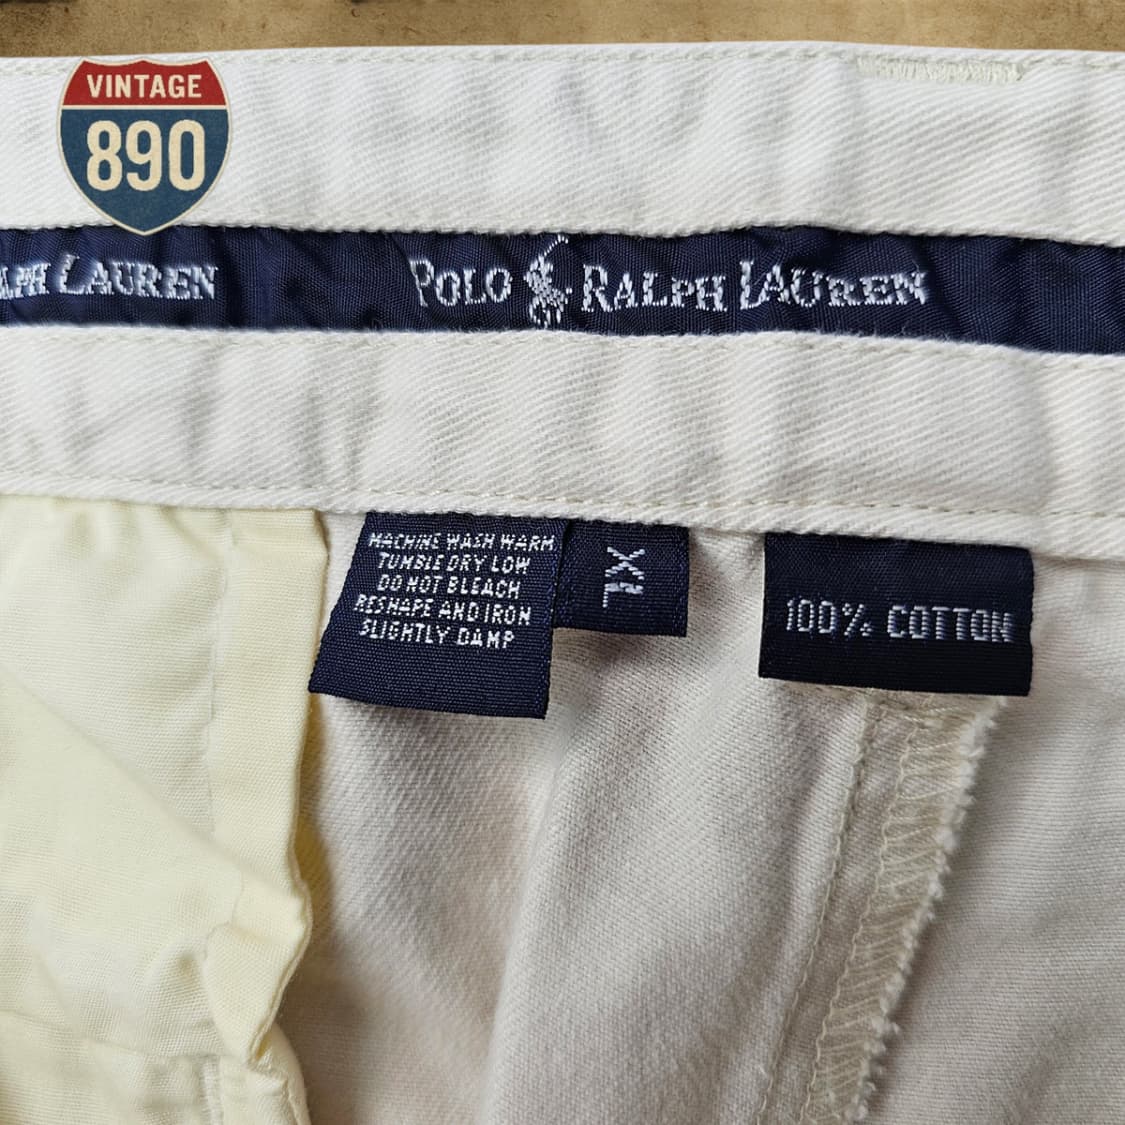 VINTAGE
890
LPH LAUREN
POLO RALPH LAUREN
MACHINE WASH WARM
TUMBLE DRY LOW
DO NOT BLEACH
RESHAPE AND IRON
SLIGHTLY DAMP
XL
100% COTTON